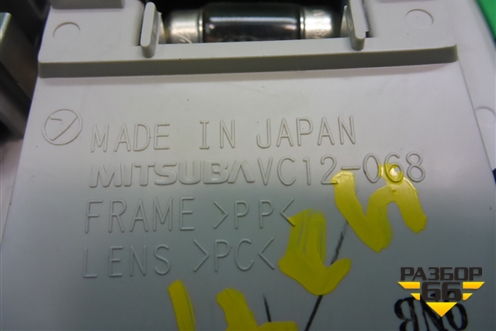 MADE IN JAPAN
MITSUBA VC12-068
FRAME >PP<
LENS >PC<
РАЗБОР
66